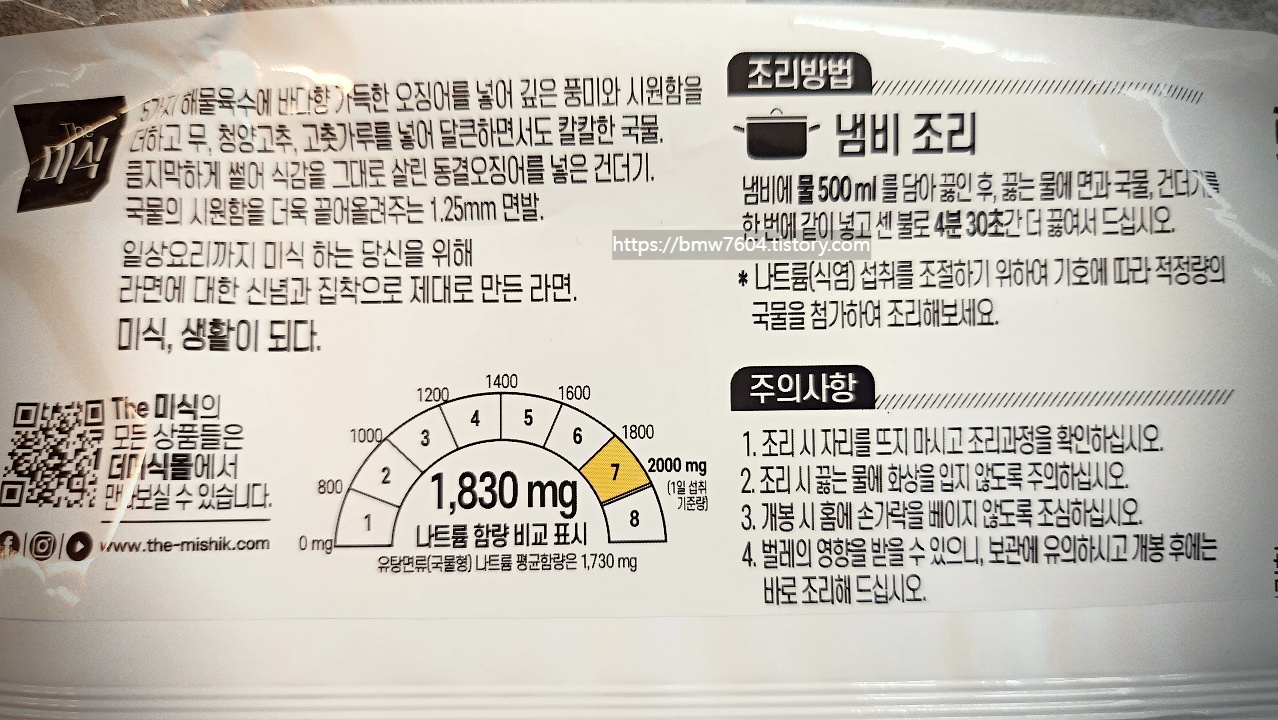 The 미식
5가지 해물육수에 바다향 가득한 오징어를 넣어 깊은 풍미와 시원함을
더하고 무, 청양고추, 고춧가루를 넣어 달큰하면서도 칼칼한 국물.
큼지막하게 썰어 식감을 그대로 살린 동결오징어를 넣은 건더기.
국물의 시원함을 더욱 끌어올려주는 1.25mm 면발.
일상요리까지 미식 하는 당신을 위해
라면에 대한 신념과 집착으로 제대로 만든 라면.
미식, 생활이 되다.
The 미식의
모든 상품들은
더미식몰에서
만나보실 수 있습니다.
www.the-mishik.com
0 mg
800
1000
1200
1400
1600
1800
2000 mg
(1일 섭취
기준량)
1
2
3
4
5
6
7
8
1,830 mg
나트륨 함량 비교 표시
유탕면류(국물형) 나트륨 평균함량은 1,730 mg
조리방법
냄비 조리
냄비에 물 500 ml 를 담아 끓인 후, 끓는 물에 면과 국물, 건더기를
한 번에 같이 넣고 센 불로 4분 30초간 더 끓여서 드십시오.
https://bmw7604.tistory.com
* 나트륨(식염) 섭취를 조절하기 위하여 기호에 따라 적정량의
국물을 첨가하여 조리해보세요.
주의사항
1. 조리 시 자리를 뜨지 마시고 조리과정을 확인하십시오.
2. 조리 시 끓는 물에 화상을 입지 않도록 주의하십시오.
3. 개봉 시 홈에 손가락을 베이지 않도록 조심하십시오.
4. 벌레의 영향을 받을 수 있으니, 보관에 유의하시고 개봉 후에는
바로 조리해 드십시오.